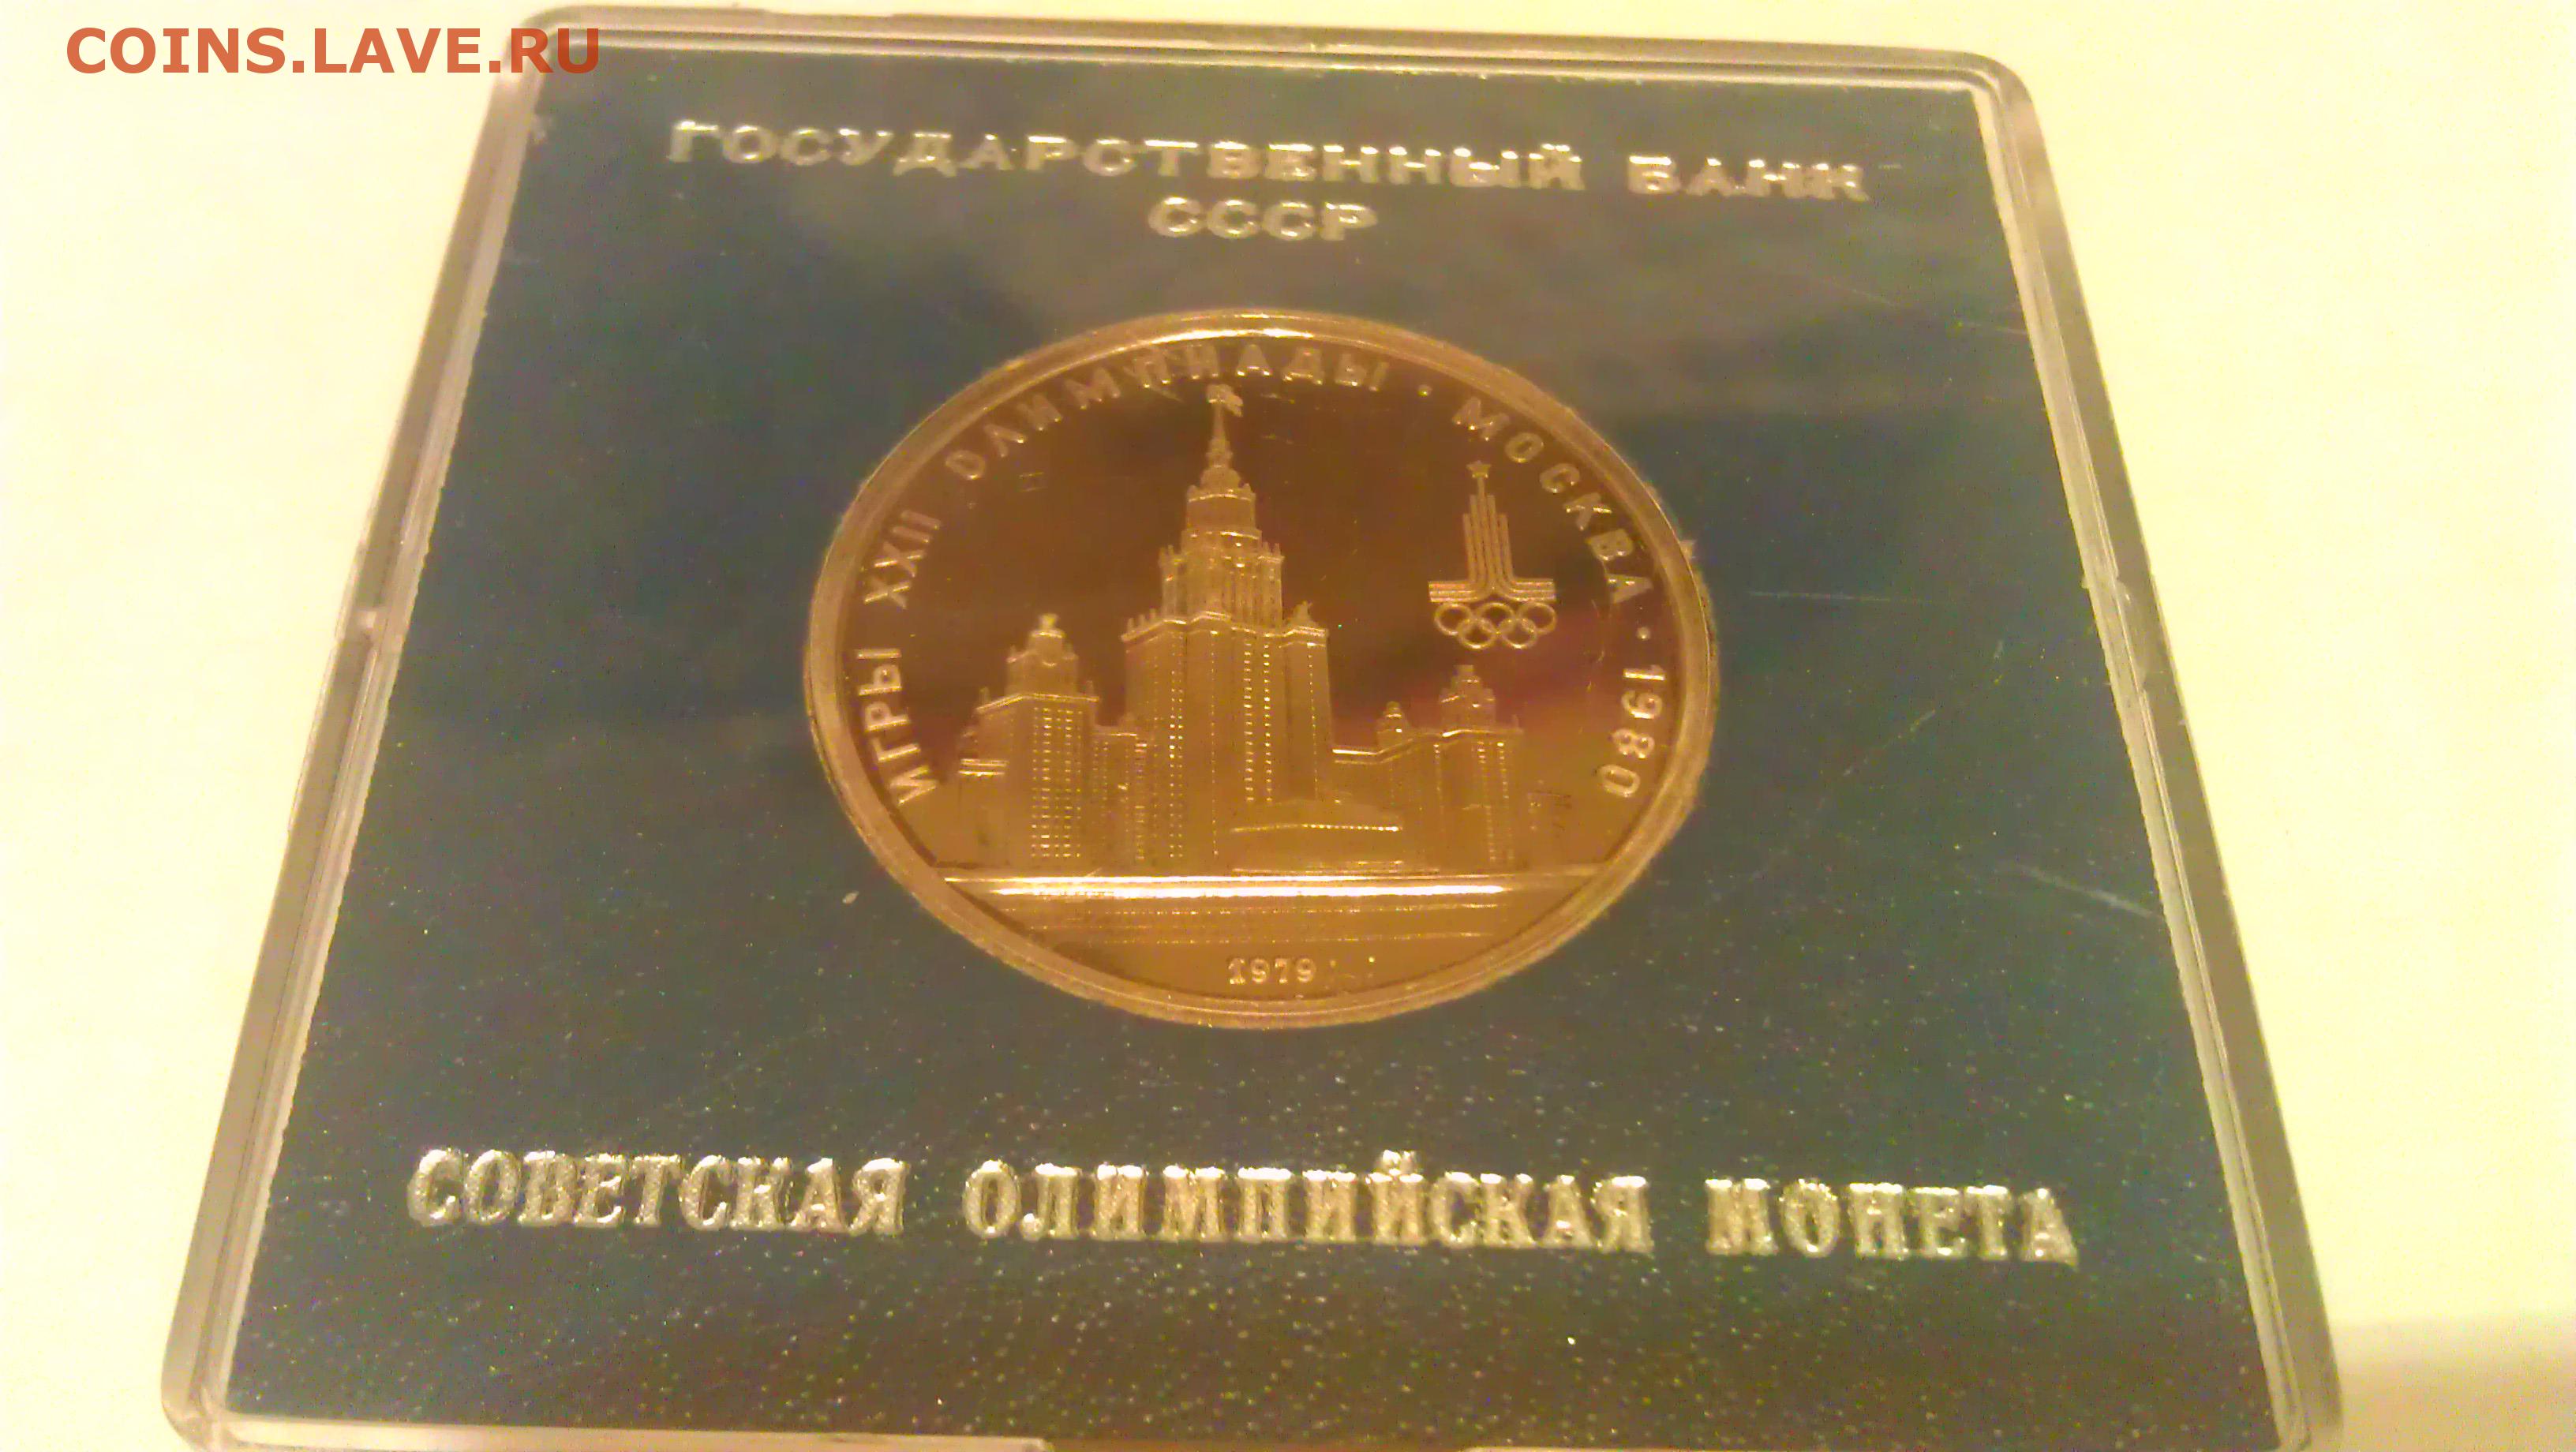 COINS.LAVE.RU
ГОСУДАРСТВЕННЫЙ БАНК
СССР
ИГРЫ XXII ОЛИМПИАДЫ · МОСКВА · 1980
1979
СОВЕТСКАЯ ОЛИМПИЙСКАЯ МОНЕТА